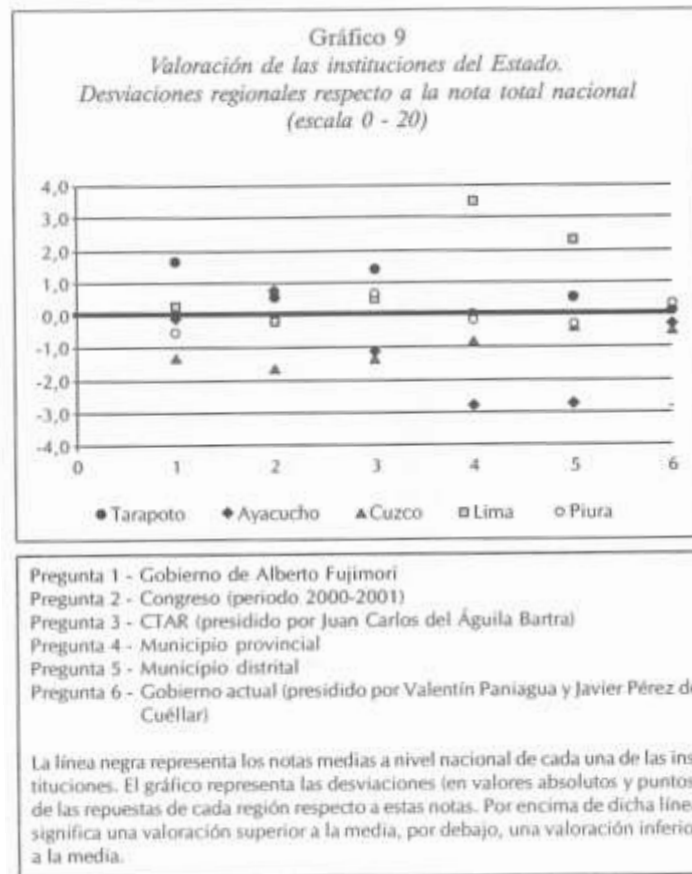 Gráfico 9
Valoración de las instituciones del Estado.
Desviaciones regionales respecto a la nota total nacional
(escala 0 - 20)
4,0
3,0
2,0
1,0
0,0
-1,0
-2,0
-3,0
-4,0
0 1 2 3 4 5 6
Tarapoto Ayacucho Cuzco Lima Piura
Pregunta 1 - Gobierno de Alberto Fujimori
Pregunta 2 - Congreso (periodo 2000-2001)
Pregunta 3 - CTAR (presidido por Juan Carlos del Águila Bartra)
Pregunta 4 - Municipio provincial
Pregunta 5 - Municipio distrital
Pregunta 6 - Gobierno actual (presidido por Valentín Paniagua y Javier Pérez de
Cuéllar)
La línea negra representa los notas medias a nivel nacional de cada una de las ins
tituciones. El gráfico representa las desviaciones (en valores absolutos y puntos
de las repuestas de cada región respecto a estas notas. Por encima de dicha líne
significa una valoración superior a la media, por debajo, una valoración inferio
a la media.